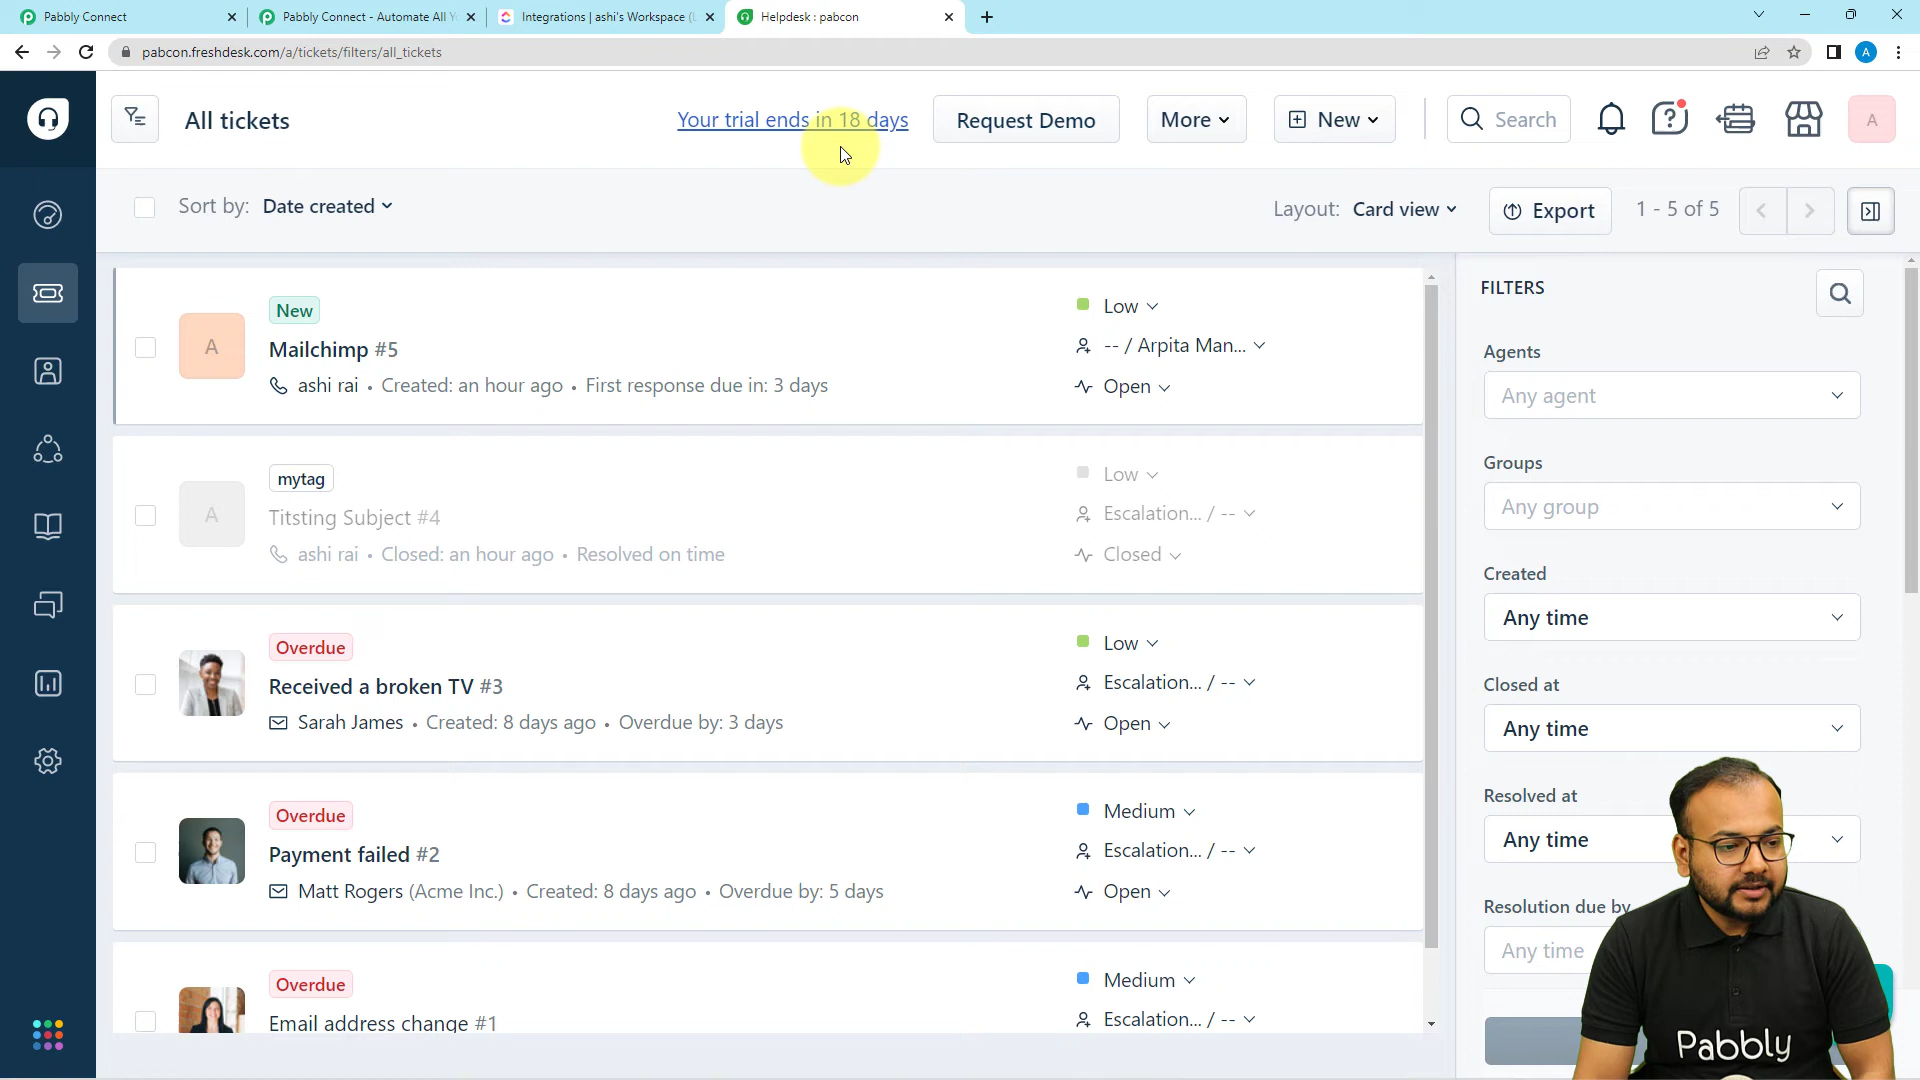 Pabbly Connect
Pabbly Connect - Automate All Y
Integrations | ashi's Workspace (
Helpdesk : pabcon
pabcon.freshdesk.com/a/tickets/filters/all_tickets
A
All tickets
Your trial ends in 18 days
Request Demo
More
New
Search
A
Sort by: Date created
Layout: Card view
Export
1 - 5 of 5
A
New
Mailchimp #5
ashi rai • Created: an hour ago • First response due in: 3 days
Low
-- / Arpita Man...
Open
A
mytag
Titsting Subject #4
ashi rai • Closed: an hour ago • Resolved on time
Low
Escalation... / --
Closed
Overdue
Received a broken TV #3
Sarah James • Created: 8 days ago • Overdue by: 3 days
Low
Escalation... / --
Open
Overdue
Payment failed #2
Matt Rogers (Acme Inc.) • Created: 8 days ago • Overdue by: 5 days
Medium
Escalation... / --
Open
Overdue
Email address change #1
Medium
Escalation... / --
FILTERS
Agents
Any agent
Groups
Any group
Created
Any time
Closed at
Any time
Resolved at
Any time
Resolution due by
Any time
Pabbly